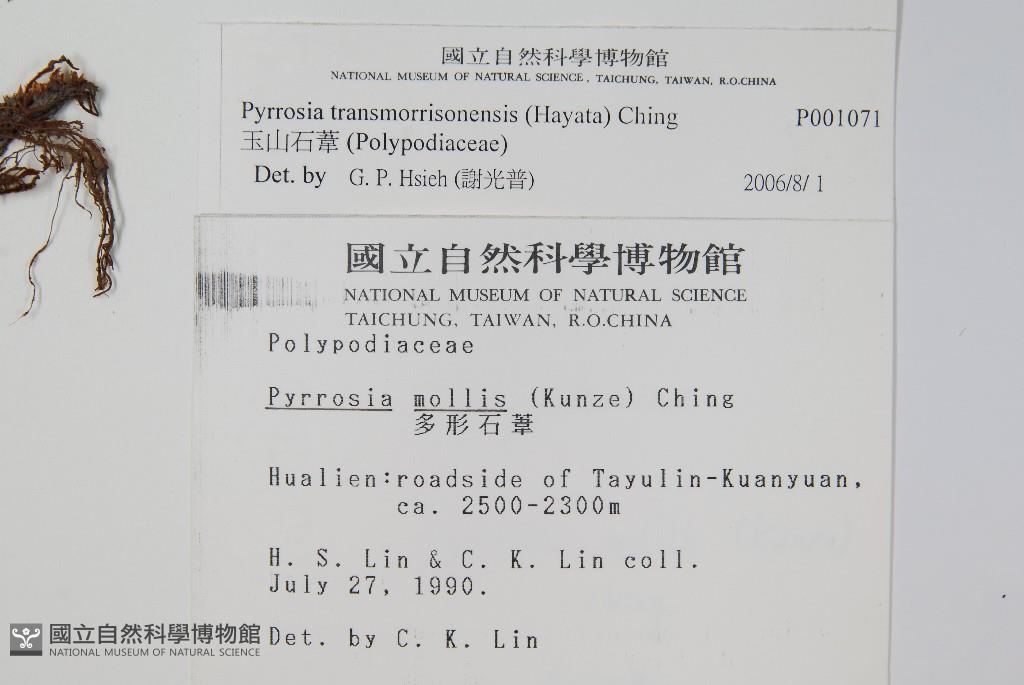 國立自然科學博物館
NATIONAL MUSEUM OF NATURAL SCIENCE, TAICHUNG, TAIWAN, R.O.CHINA
Pyrrosia transmorrisonensis (Hayata) Ching P001071
玉山石葦 (Polypodiaceae)
Det. by G. P. Hsieh (謝光普) 2006/8/ 1
國立自然科學博物館
NATIONAL MUSEUM OF NATURAL SCIENCE
TAICHUNG, TAIWAN, R.O.CHINA
Polypodiaceae
Pyrrosia mollis (Kunze) Ching
多形石葦
Hualien:roadside of Tayulin-Kuanyuan,
ca. 2500-2300m
H. S. Lin & C. K. Lin coll.
July 27, 1990.
Det. by C. K. Lin
國立自然科學博物館
NATIONAL MUSEUM OF NATURAL SCIENCE